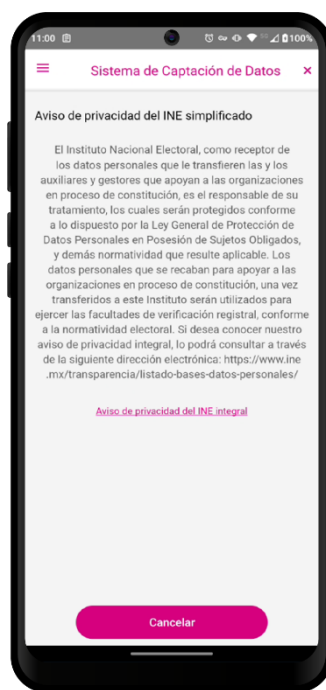 11:00 100%
Sistema de Captación de Datos ×
Aviso de privacidad del INE simplificado
El Instituto Nacional Electoral, como receptor de
los datos personales que le transfieren las y los
auxiliares y gestores que apoyan a las organizaciones
en proceso de constitución, es el responsable de su
tratamiento, los cuales serán protegidos conforme
a lo dispuesto por la Ley General de Protección de
Datos Personales en Posesión de Sujetos Obligados,
y demás normatividad que resulte aplicable. Los
datos personales que se recaban para apoyar a las
organizaciones en proceso de constitución, una vez
transferidos a este Instituto serán utilizados para
ejercer las facultades de verificación registral, conforme
a la normatividad electoral. Si desea conocer nuestro
aviso de privacidad integral, lo podrá consultar a través
de la siguiente dirección electrónica: https://www.ine
.mx/transparencia/listado-bases-datos-personales/
Aviso de privacidad del INE integral
Cancelar